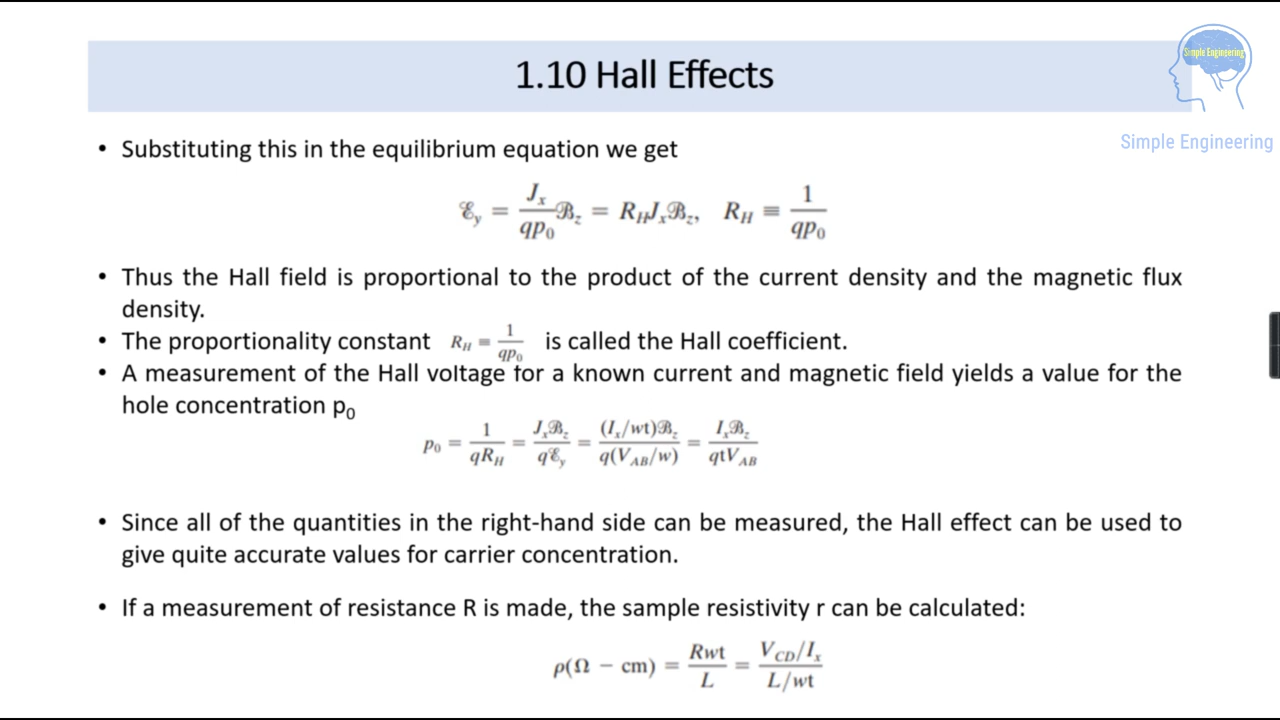 Simple Engineering
1.10 Hall Effects
Simple Engineering
• Substituting this in the equilibrium equation we get
ℰ_y = J_x/qp₀ ℬ_z = R_H J_x ℬ_z, R_H ≡ 1/qp₀
• Thus the Hall field is proportional to the product of the current density and the magnetic flux
density.
• The proportionality constant R_H = 1/qp₀ is called the Hall coefficient.
• A measurement of the Hall voltage for a known current and magnetic field yields a value for the
hole concentration p₀
p₀ = 1/qR_H = J_x ℬ_z/qℰ_y = (I_x/wt)ℬ_z/q(V_AB/w) = I_x ℬ_z/qtV_AB
• Since all of the quantities in the right-hand side can be measured, the Hall effect can be used to
give quite accurate values for carrier concentration.
• If a measurement of resistance R is made, the sample resistivity r can be calculated:
ρ(Ω − cm) = Rwt/L = V_CD/I_x / L/wt